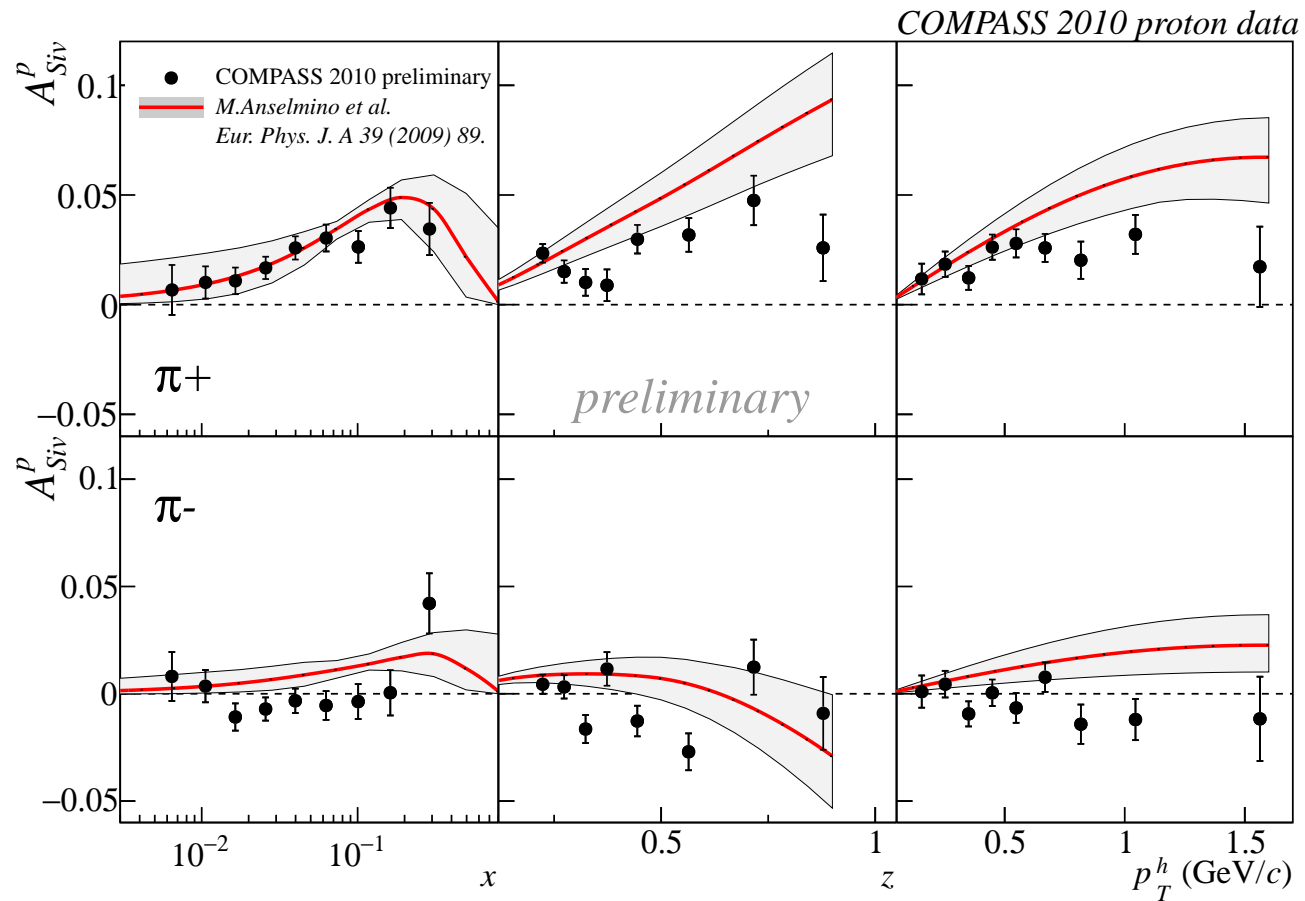 COMPASS 2010 proton data
A^p_Siv
0.1
0.05
0
−0.05
COMPASS 2010 preliminary
M.Anselmino et al.
Eur. Phys. J. A 39 (2009) 89.
π+
preliminary
A^p_Siv
0.1
0.05
0
−0.05
π-
10^−2 10^−1
x
0.5 1
z
0.5 1 1.5
p_T^h (GeV/c)